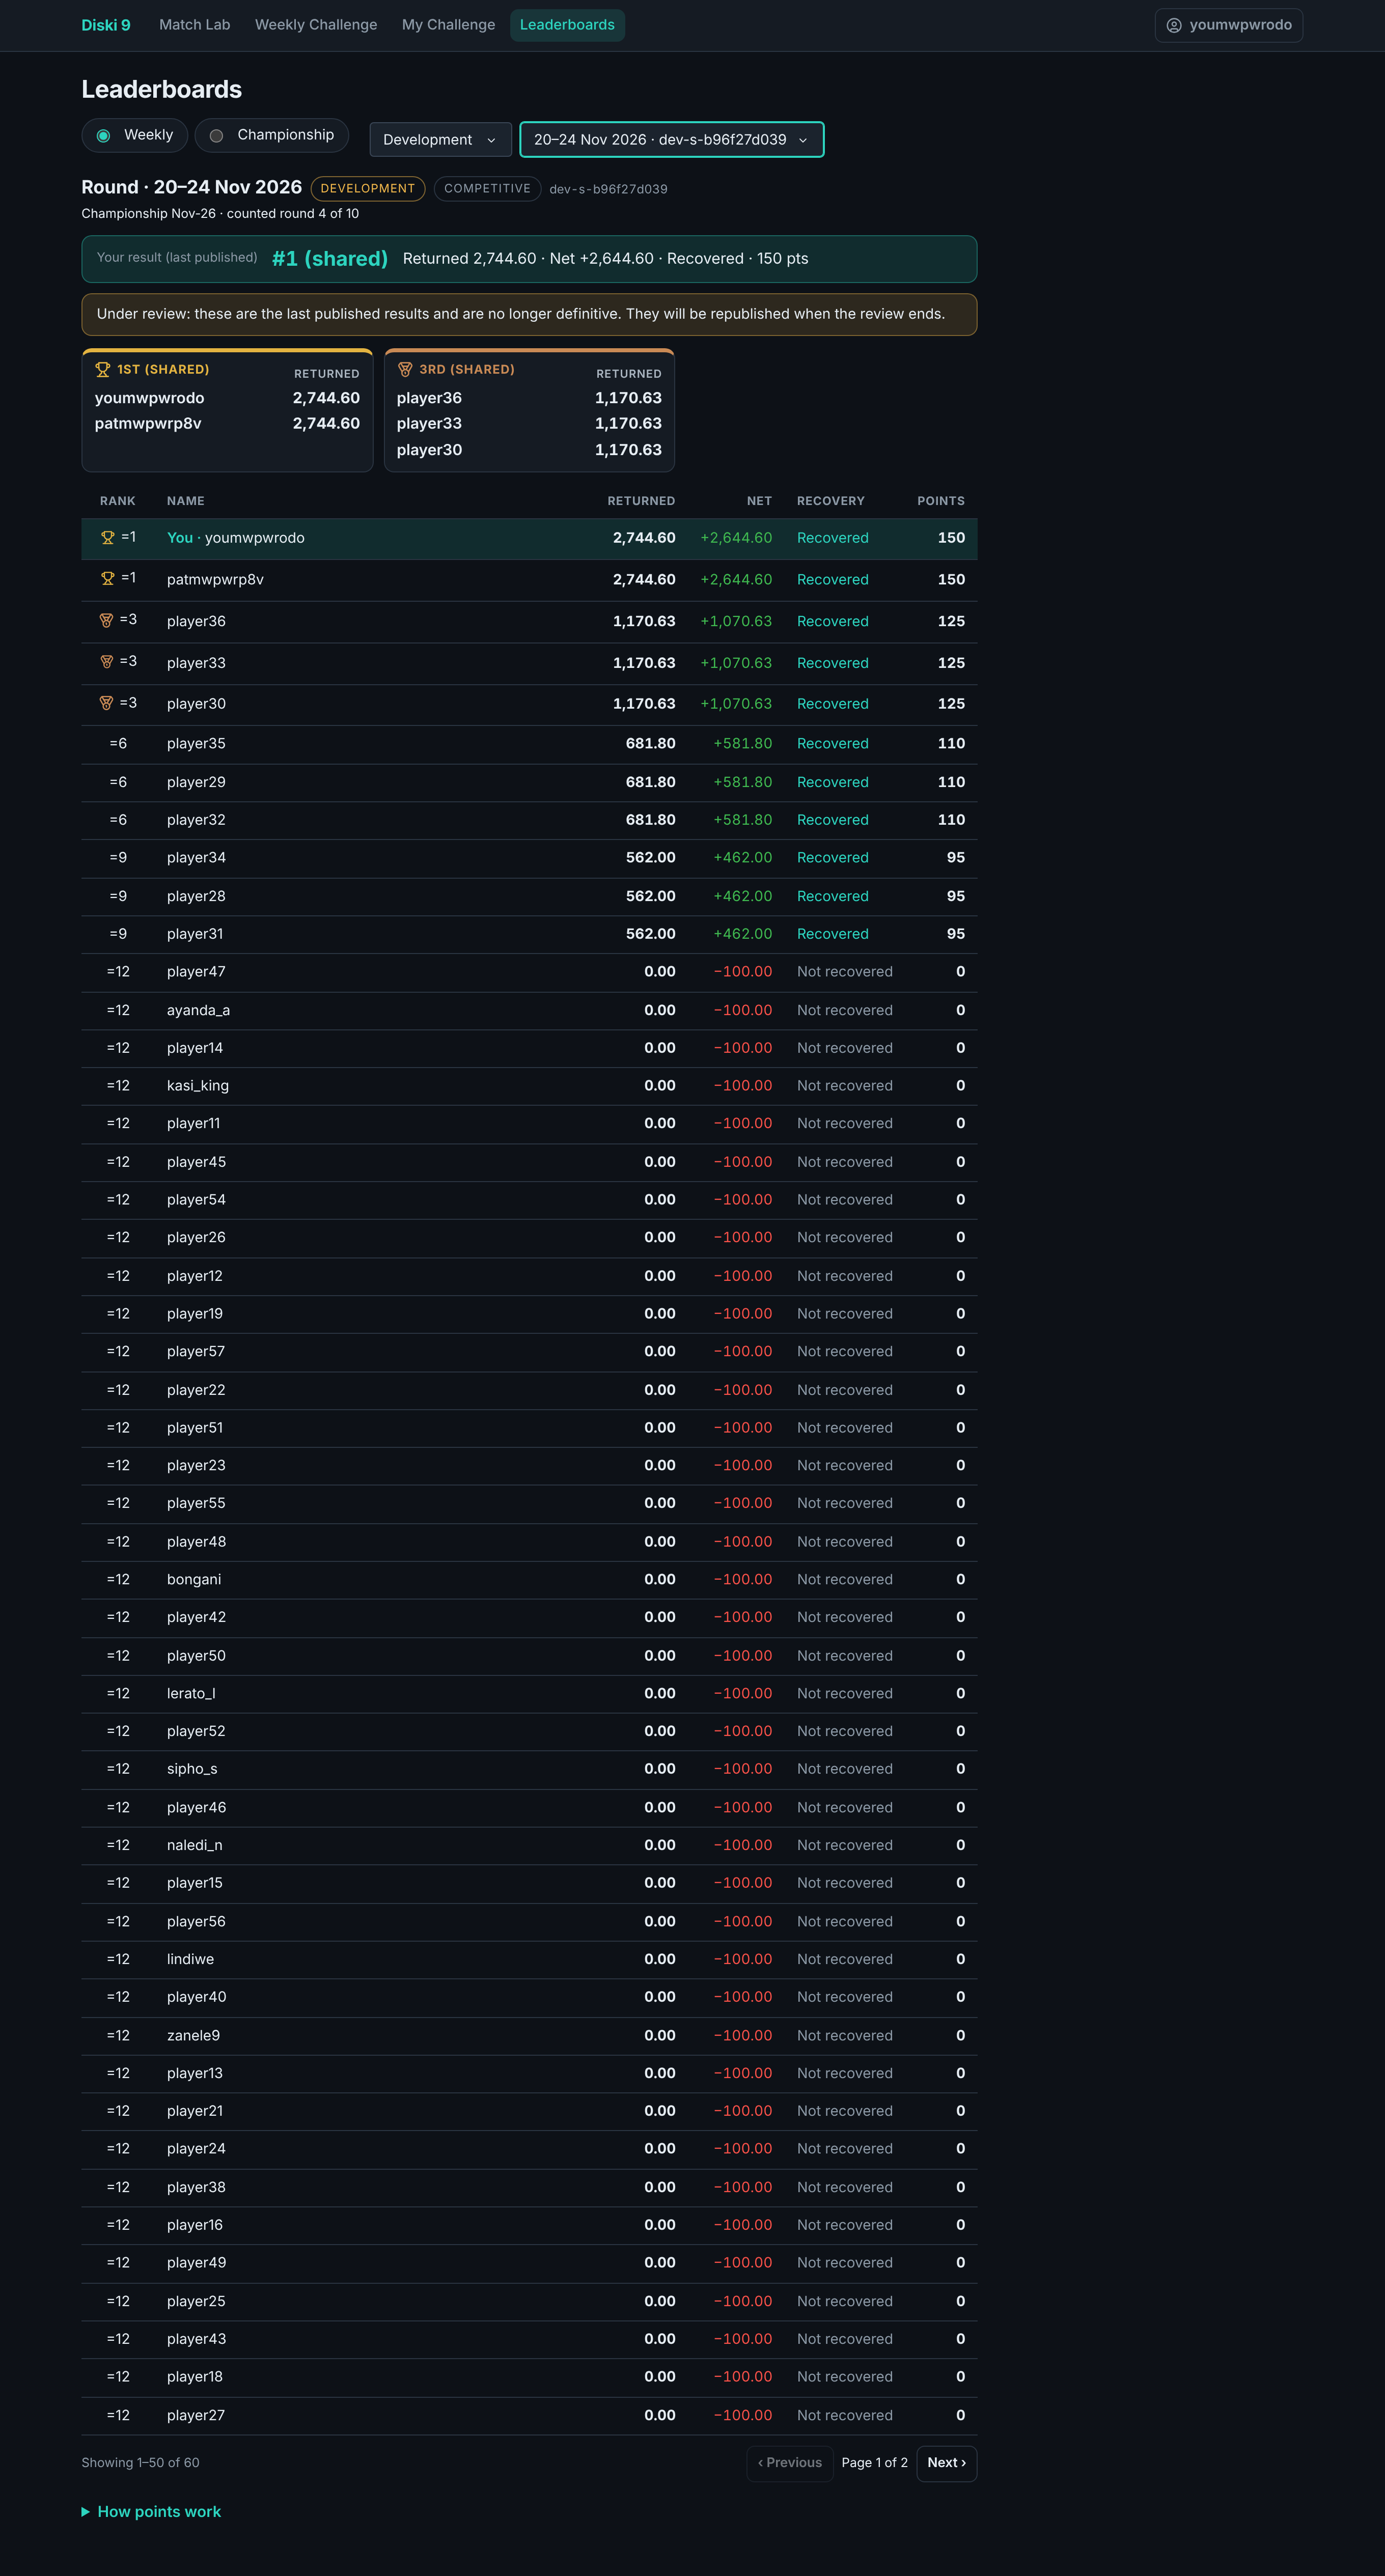 Diski 9 Match Lab Weekly Challenge My Challenge Leaderboards youmwpwrodo
Leaderboards
Weekly Championship Development 20–24 Nov 2026 · dev-s-b96f27d039
Round · 20–24 Nov 2026 DEVELOPMENT COMPETITIVE dev-s-b96f27d039
Championship Nov-26 · counted round 4 of 10
Your result (last published) #1 (shared) Returned 2,744.60 · Net +2,644.60 · Recovered · 150 pts
Under review: these are the last published results and are no longer definitive. They will be republished when the review ends.
1ST (SHARED) RETURNED
youmwpwrodo 2,744.60
patmwpwrp8v 2,744.60
3RD (SHARED) RETURNED
player36 1,170.63
player33 1,170.63
player30 1,170.63
RANK NAME RETURNED NET RECOVERY POINTS
=1 You · youmwpwrodo 2,744.60 +2,644.60 Recovered 150
=1 patmwpwrp8v 2,744.60 +2,644.60 Recovered 150
=3 player36 1,170.63 +1,070.63 Recovered 125
=3 player33 1,170.63 +1,070.63 Recovered 125
=3 player30 1,170.63 +1,070.63 Recovered 125
=6 player35 681.80 +581.80 Recovered 110
=6 player29 681.80 +581.80 Recovered 110
=6 player32 681.80 +581.80 Recovered 110
=9 player34 562.00 +462.00 Recovered 95
=9 player28 562.00 +462.00 Recovered 95
=9 player31 562.00 +462.00 Recovered 95
=12 player47 0.00 −100.00 Not recovered 0
=12 ayanda_a 0.00 −100.00 Not recovered 0
=12 player14 0.00 −100.00 Not recovered 0
=12 kasi_king 0.00 −100.00 Not recovered 0
=12 player11 0.00 −100.00 Not recovered 0
=12 player45 0.00 −100.00 Not recovered 0
=12 player54 0.00 −100.00 Not recovered 0
=12 player26 0.00 −100.00 Not recovered 0
=12 player12 0.00 −100.00 Not recovered 0
=12 player19 0.00 −100.00 Not recovered 0
=12 player57 0.00 −100.00 Not recovered 0
=12 player22 0.00 −100.00 Not recovered 0
=12 player51 0.00 −100.00 Not recovered 0
=12 player23 0.00 −100.00 Not recovered 0
=12 player55 0.00 −100.00 Not recovered 0
=12 player48 0.00 −100.00 Not recovered 0
=12 bongani 0.00 −100.00 Not recovered 0
=12 player42 0.00 −100.00 Not recovered 0
=12 player50 0.00 −100.00 Not recovered 0
=12 lerato_l 0.00 −100.00 Not recovered 0
=12 player52 0.00 −100.00 Not recovered 0
=12 sipho_s 0.00 −100.00 Not recovered 0
=12 player46 0.00 −100.00 Not recovered 0
=12 naledi_n 0.00 −100.00 Not recovered 0
=12 player15 0.00 −100.00 Not recovered 0
=12 player56 0.00 −100.00 Not recovered 0
=12 lindiwe 0.00 −100.00 Not recovered 0
=12 player40 0.00 −100.00 Not recovered 0
=12 zanele9 0.00 −100.00 Not recovered 0
=12 player13 0.00 −100.00 Not recovered 0
=12 player21 0.00 −100.00 Not recovered 0
=12 player24 0.00 −100.00 Not recovered 0
=12 player38 0.00 −100.00 Not recovered 0
=12 player16 0.00 −100.00 Not recovered 0
=12 player49 0.00 −100.00 Not recovered 0
=12 player25 0.00 −100.00 Not recovered 0
=12 player43 0.00 −100.00 Not recovered 0
=12 player18 0.00 −100.00 Not recovered 0
=12 player27 0.00 −100.00 Not recovered 0
Showing 1–50 of 60 ‹ Previous Page 1 of 2 Next ›
How points work